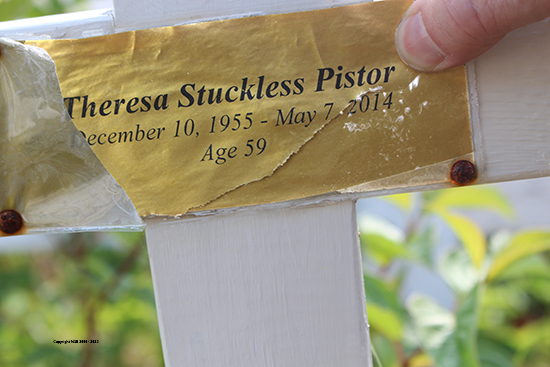 Theresa Stuckless Pistor
December 10, 1955 - May 7, 2014
Age 59